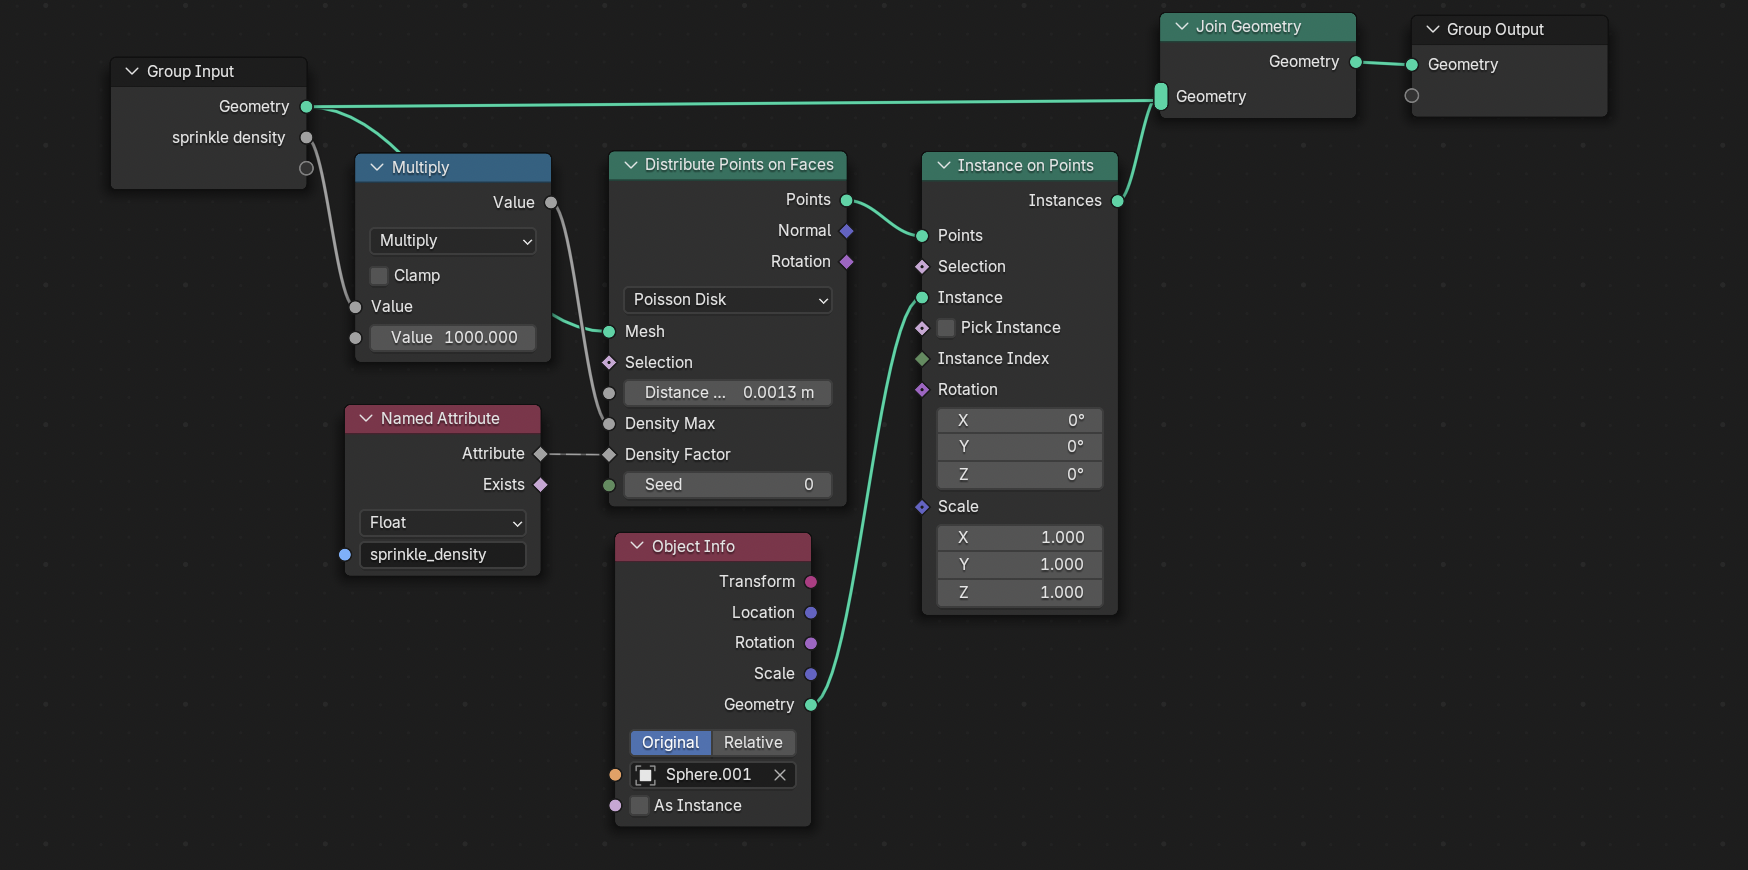 Group Input
Geometry
sprinkle density
Multiply
Value
Multiply
Clamp
Value
Value 1000.000
Named Attribute
Attribute
Exists
Float
sprinkle_density
Distribute Points on Faces
Points
Normal
Rotation
Poisson Disk
Mesh
Selection
Distance ... 0.0013 m
Density Max
Density Factor
Seed 0
Object Info
Transform
Location
Rotation
Scale
Geometry
Original Relative
Sphere.001
As Instance
Instance on Points
Instances
Points
Selection
Instance
Pick Instance
Instance Index
Rotation
X 0°
Y 0°
Z 0°
Scale
X 1.000
Y 1.000
Z 1.000
Join Geometry
Geometry
Geometry
Group Output
Geometry